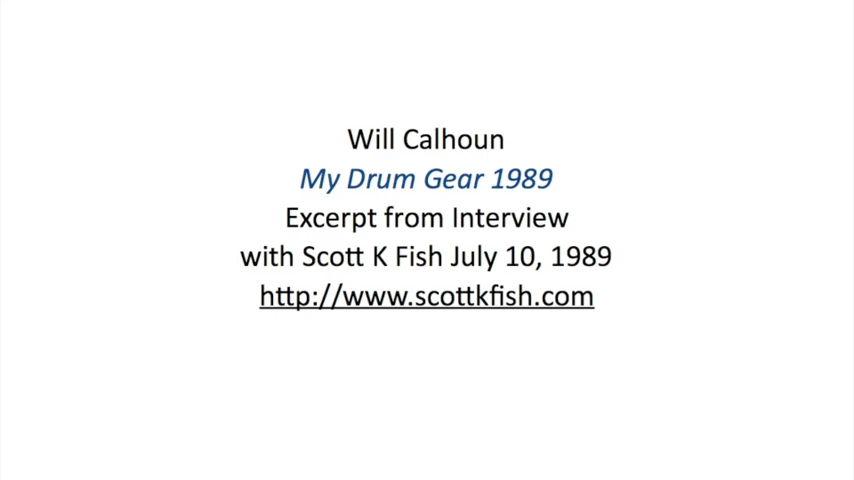 Will Calhoun
My Drum Gear 1989
Excerpt from Interview
with Scott K Fish July 10, 1989
http://www.scottkfish.com